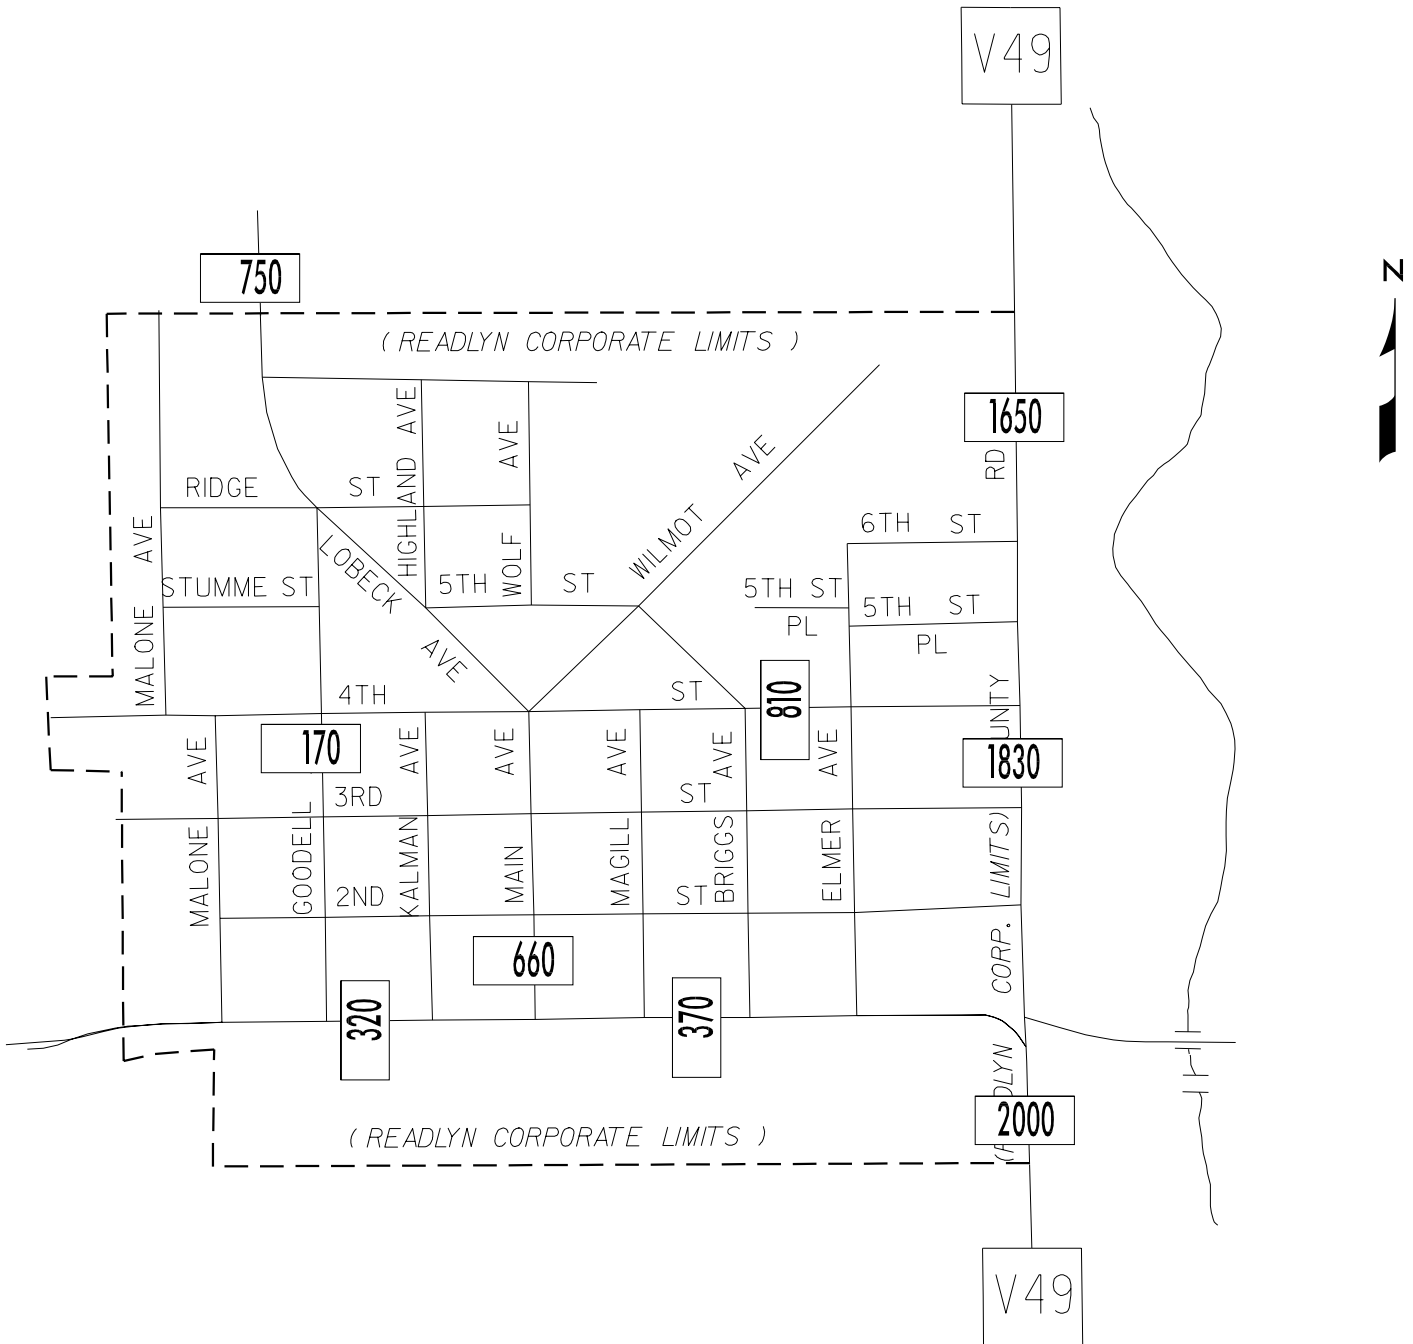 V49
N
750
( READLYN CORPORATE LIMITS )
1650
RD
HIGHLAND AVE
WOLF AVE
WILMOT AVE
RIDGE ST
6TH ST
MALONE AVE
LOBECK AVE
STUMME ST
5TH ST
5TH ST
PL
5TH ST
PL
4TH ST
810
UNTY
170
1830
MALONE AVE
GOODELL
KALMAN AVE
MAIN AVE
MAGILL AVE
BRIGGS AVE
ELMER AVE
3RD ST
2ND ST
CORP. LIMITS)
660
320
370
DLYN
2000
( READLYN CORPORATE LIMITS )
V49